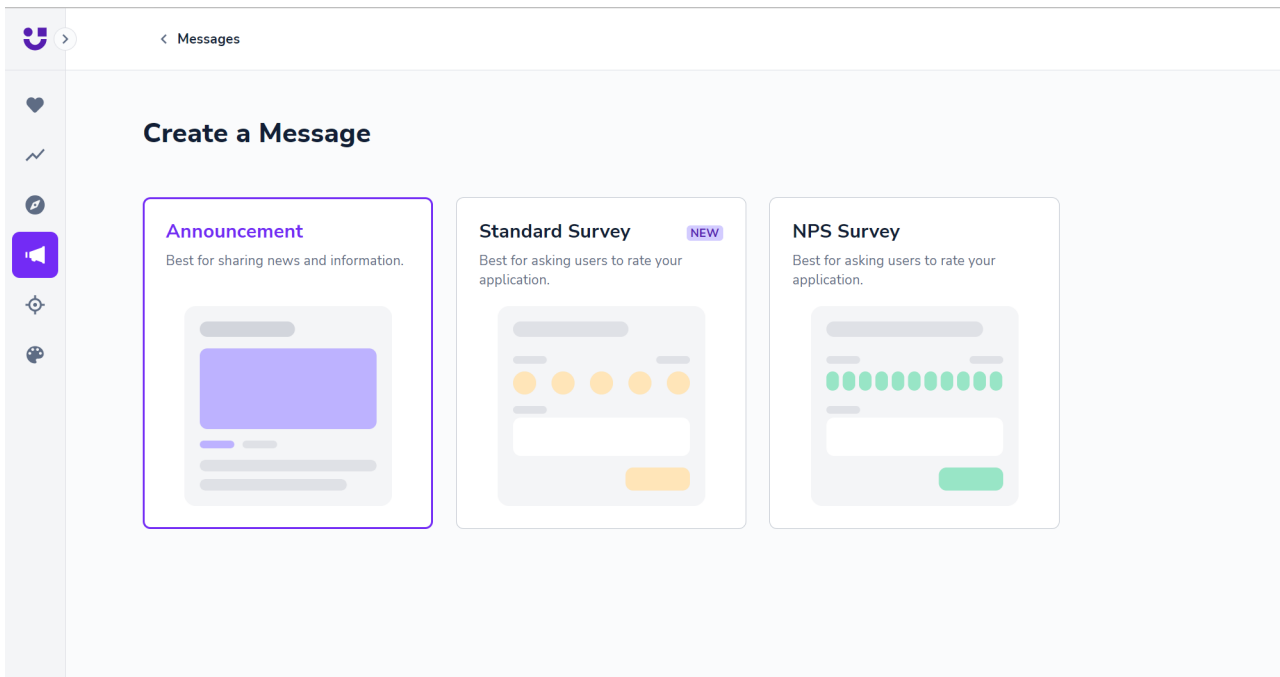 Messages
Create a Message
Announcement
Best for sharing news and information.
Standard Survey NEW
Best for asking users to rate your
application.
NPS Survey
Best for asking users to rate your
application.